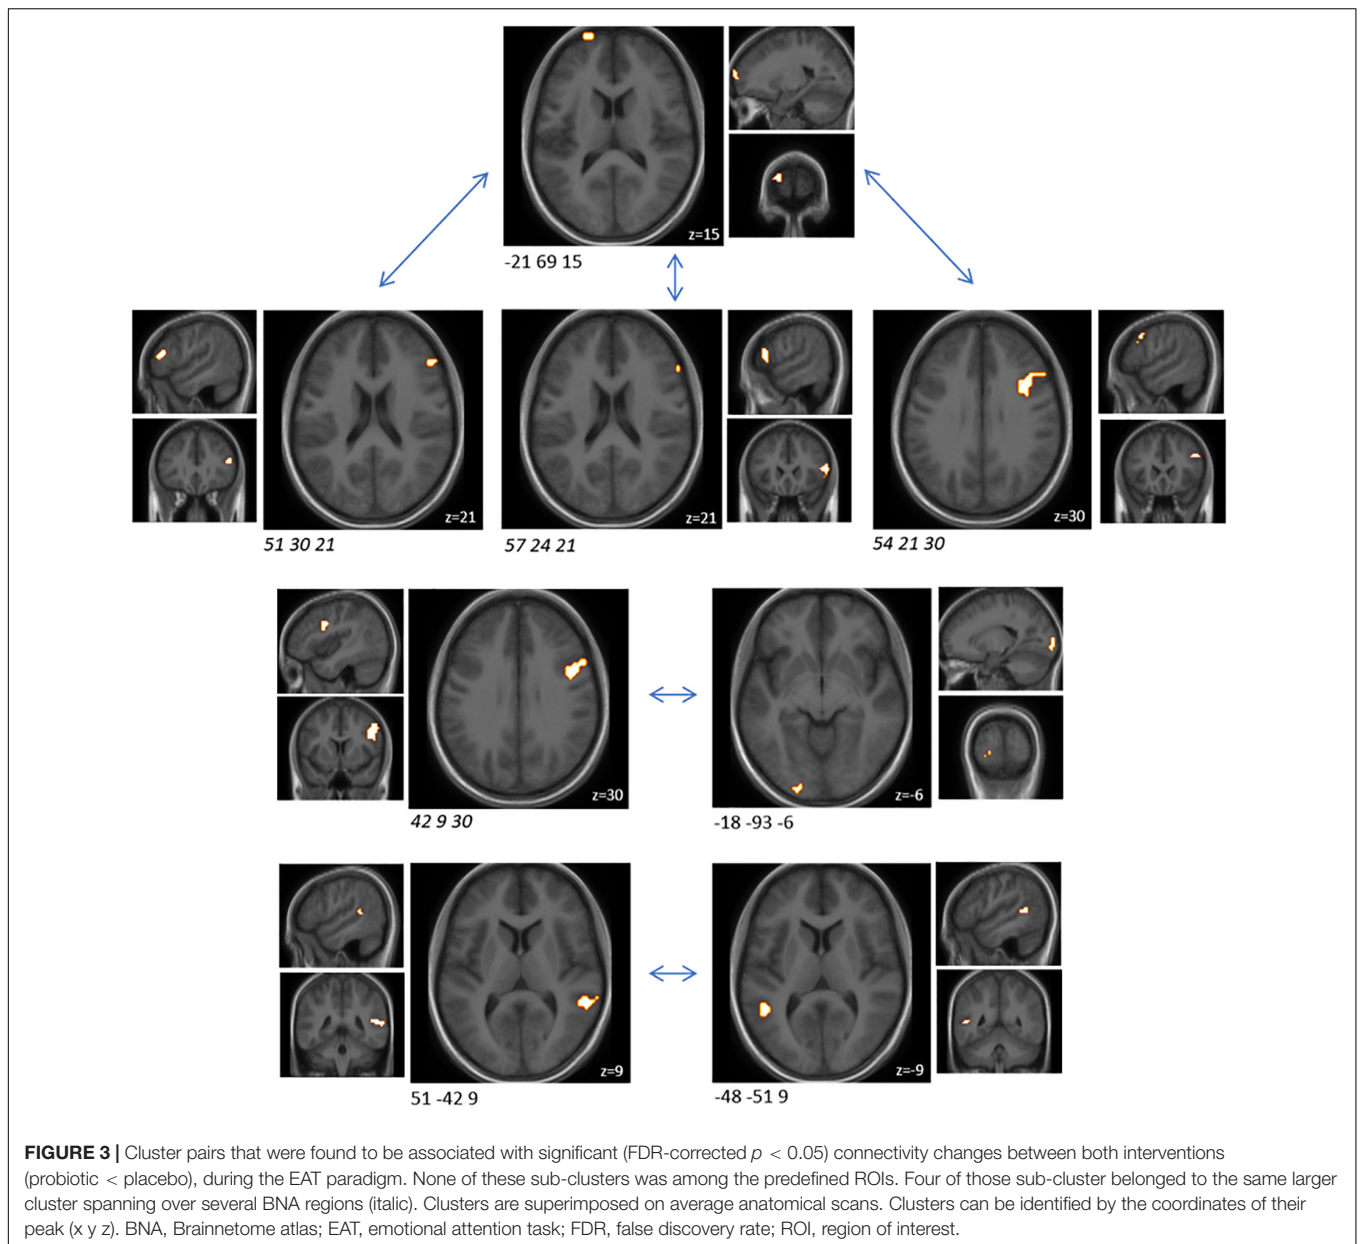 z=15
-21 69 15
z=21
51 30 21
z=21
57 24 21
z=30
54 21 30
z=30
42 9 30
z=-6
-18 -93 -6
z=9
51 -42 9
z=-9
-48 -51 9
FIGURE 3 | Cluster pairs that were found to be associated with significant (FDR-corrected p < 0.05) connectivity changes between both interventions
(probiotic < placebo), during the EAT paradigm. None of these sub-clusters was among the predefined ROIs. Four of those sub-cluster belonged to the same larger
cluster spanning over several BNA regions (italic). Clusters are superimposed on average anatomical scans. Clusters can be identified by the coordinates of their
peak (x y z). BNA, Brainnetome atlas; EAT, emotional attention task; FDR, false discovery rate; ROI, region of interest.